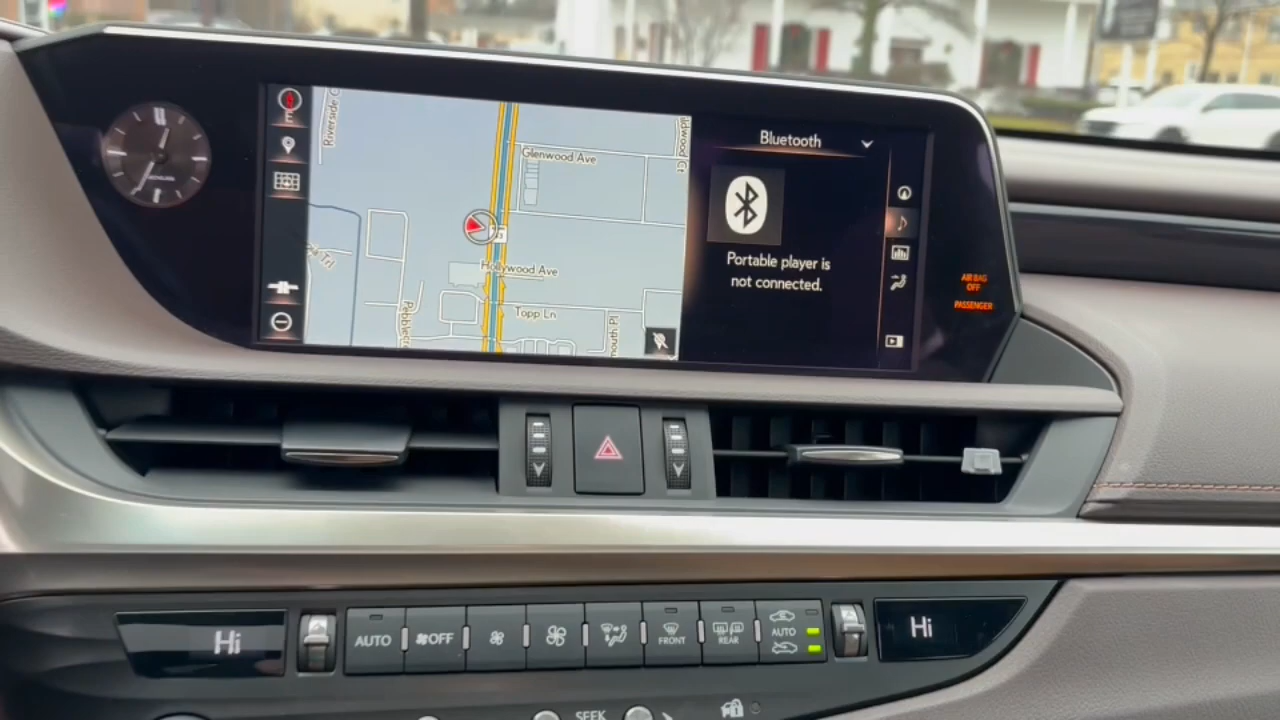 Riverside C
Glenwood Ave
Hollywood Ave
Topp Ln
Bluetooth
Portable player is
not connected.
AIR BAG
OFF
PASSENGER
Hi
AUTO
OFF
FRONT
REAR
AUTO
Hi
SEEK